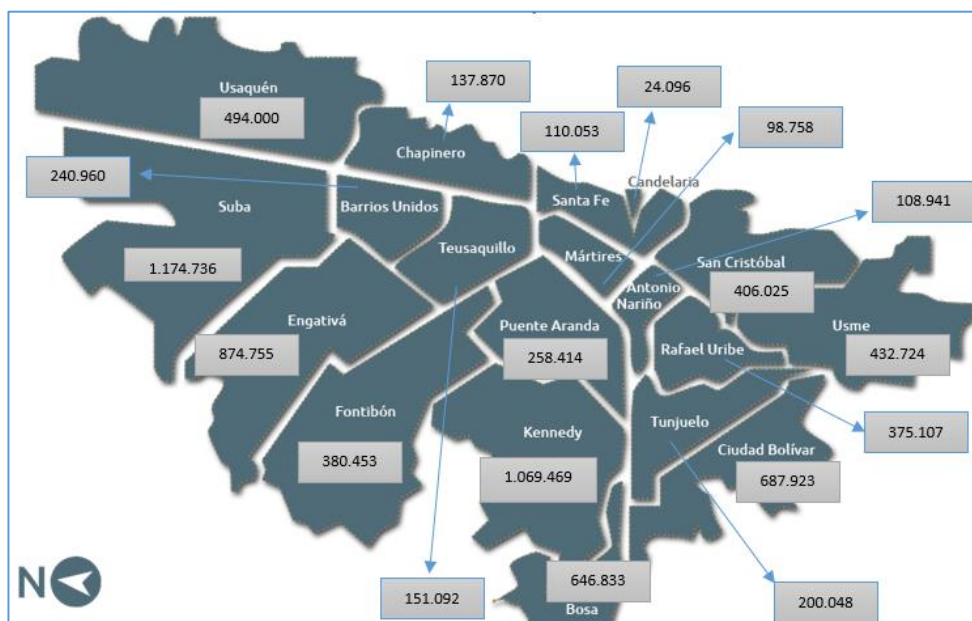 Usaquén
494.000
137.870
24.096
110.053
98.758
Chapinero
240.960
Suba
Barrios Unidos
Santa Fe
Candelaria
108.941
Teusaquillo
Mártires
San Cristóbal
1.174.736
Antonio
Nariño
406.025
Engativá
Puente Aranda
Usme
874.755
258.414
Rafael Uribe
432.724
Fontibón
Kennedy
Tunjuelo
375.107
380.453
Ciudad Bolívar
1.069.469
687.923
N
151.092
646.833
Bosa
200.048